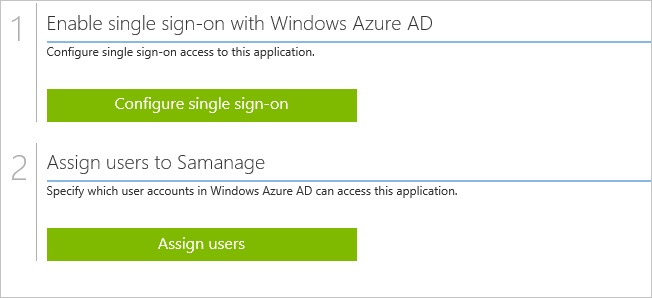 1
Enable single sign-on with Windows Azure AD
Configure single sign-on access to this application.
Configure single sign-on
2
Assign users to Samanage
Specify which user accounts in Windows Azure AD can access this application.
Assign users